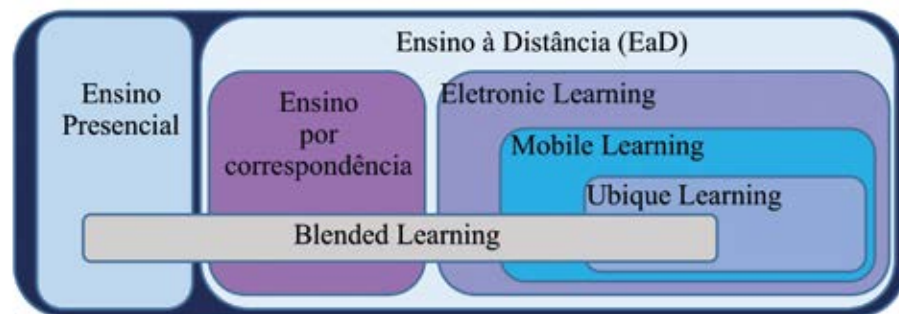 Ensino à Distância (EaD)
Ensino
Presencial
Ensino
por
correspondência
Eletronic Learning
Mobile Learning
Ubique Learning
Blended Learning